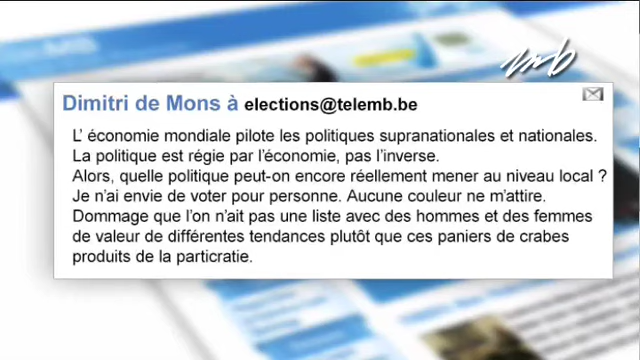 mb
Dimitri de Mons à elections@telemb.be
L' économie mondiale pilote les politiques supranationales et nationales.
La politique est régie par l'économie, pas l'inverse.
Alors, quelle politique peut-on encore réellement mener au niveau local ?
Je n'ai envie de voter pour personne. Aucune couleur ne m'attire.
Dommage que l'on n'ait pas une liste avec des hommes et des femmes
de valeur de différentes tendances plutôt que ces paniers de crabes
produits de la particratie.